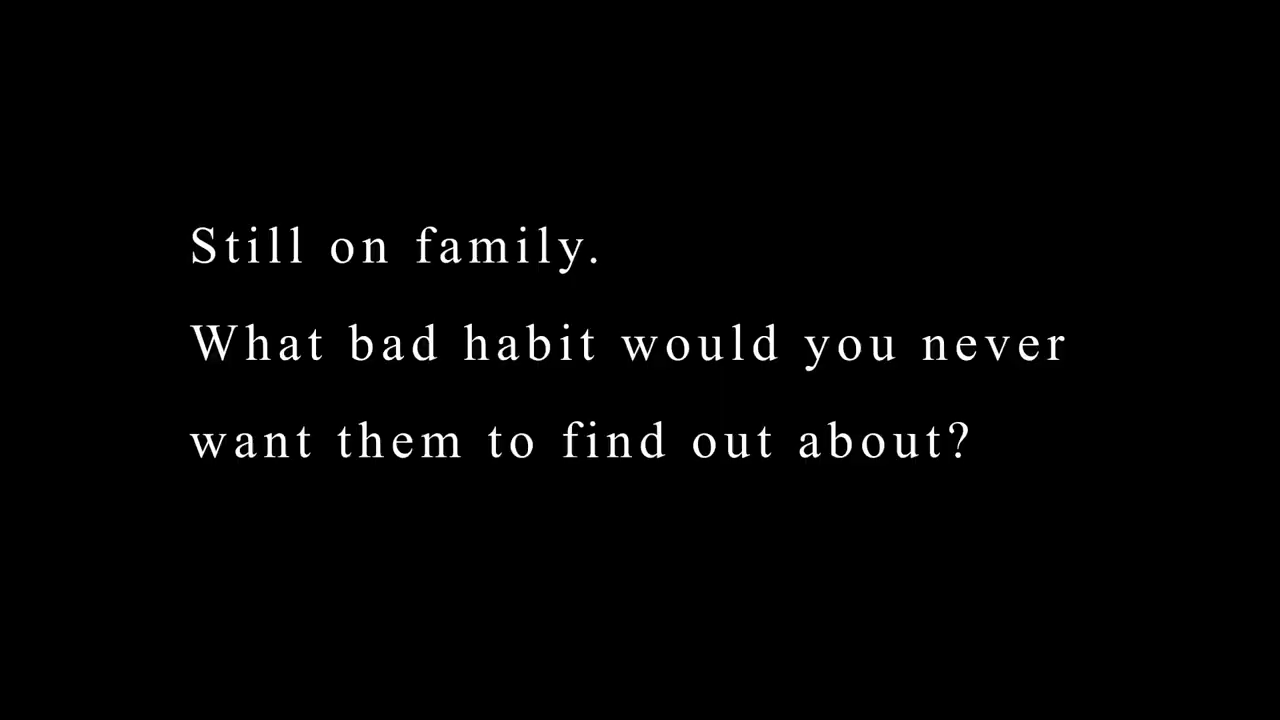 Still on family.
What bad habit would you never
want them to find out about?